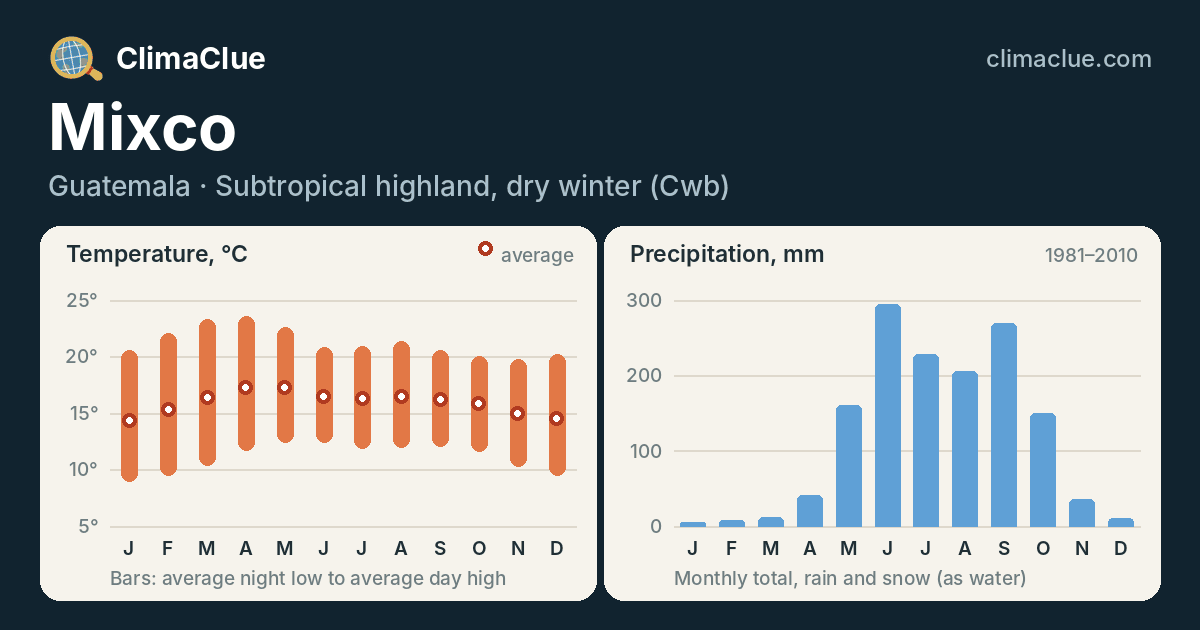 ClimaClue
climaclue.com
Mixco
Guatemala · Subtropical highland, dry winter (Cwb)
Temperature, °C
average
25°
20°
15°
10°
5°
J F M A M J J A S O N D
Bars: average night low to average day high
Precipitation, mm
1981–2010
300
200
100
0
J F M A M J J A S O N D
Monthly total, rain and snow (as water)